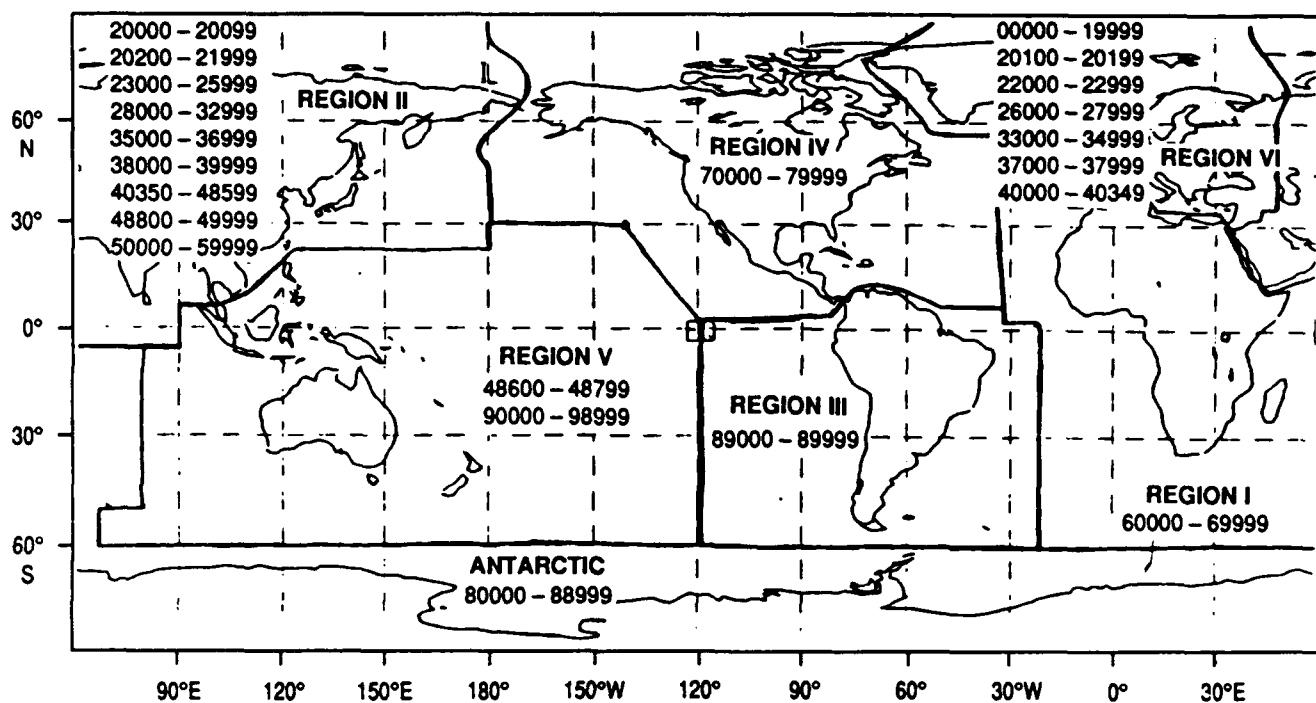 20000 – 20099
20200 – 21999
23000 – 25999
28000 – 32999
35000 – 36999
38000 – 39999
40350 – 48599
48800 – 49999
50000 – 59999
REGION II
REGION IV
70000 – 79999
00000 – 19999
20100 – 20199
22000 – 22999
26000 – 27999
33000 – 34999
37000 – 37999
40000 – 40349
REGION VI
60°
N
30°
0°
30°
60°
S
REGION V
48600 – 48799
90000 – 98999
REGION III
89000 – 89999
REGION I
60000 – 69999
ANTARCTIC
80000 – 88999
90°E 120° 150°E 180° 150°W 120° 90° 60° 30°W 0° 30°E